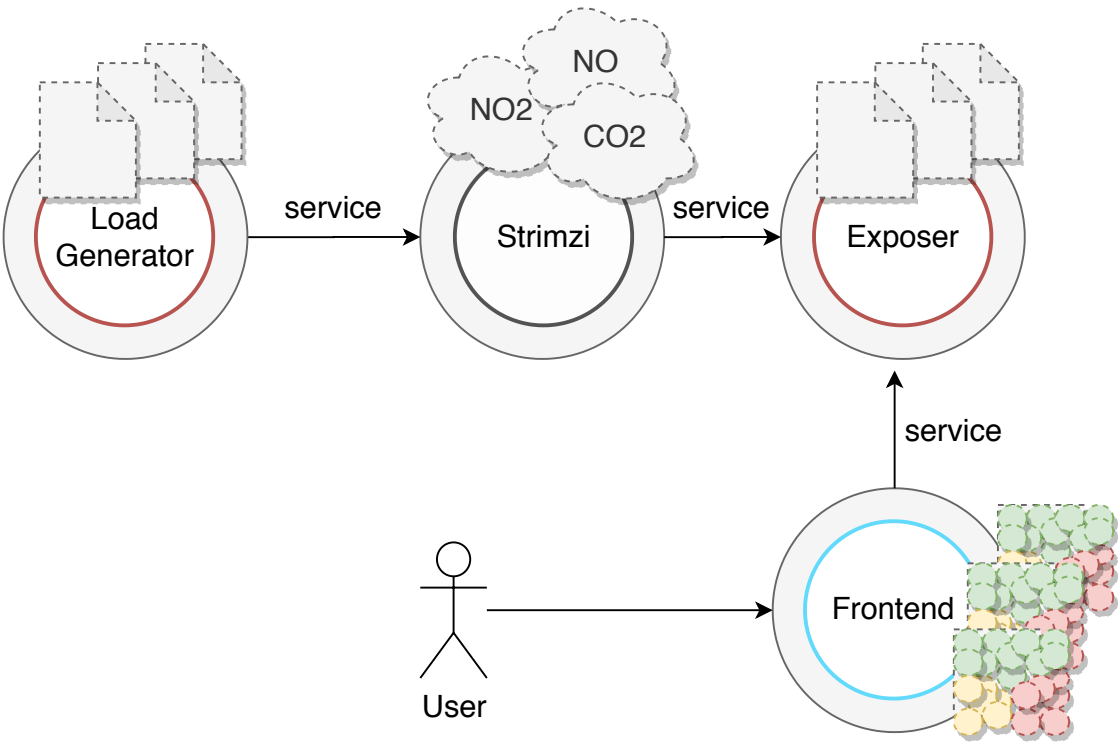 NO
NO2
CO2
Load
Generator
service
Strimzi
service
Exposer
service
Frontend
User